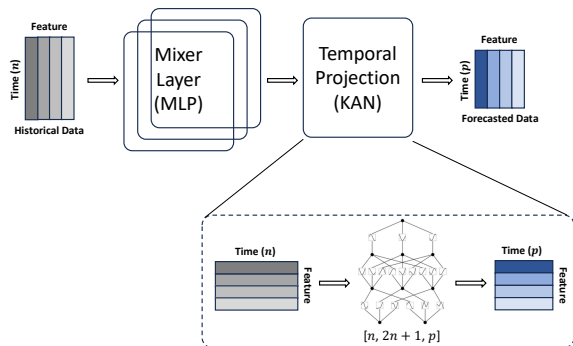 Feature
Time (n)
Historical Data
Mixer
Layer
(MLP)
Temporal
Projection
(KAN)
Feature
Time (p)
Forecasted Data
Time (n)
Feature
[n, 2n + 1, p]
Time (p)
Feature